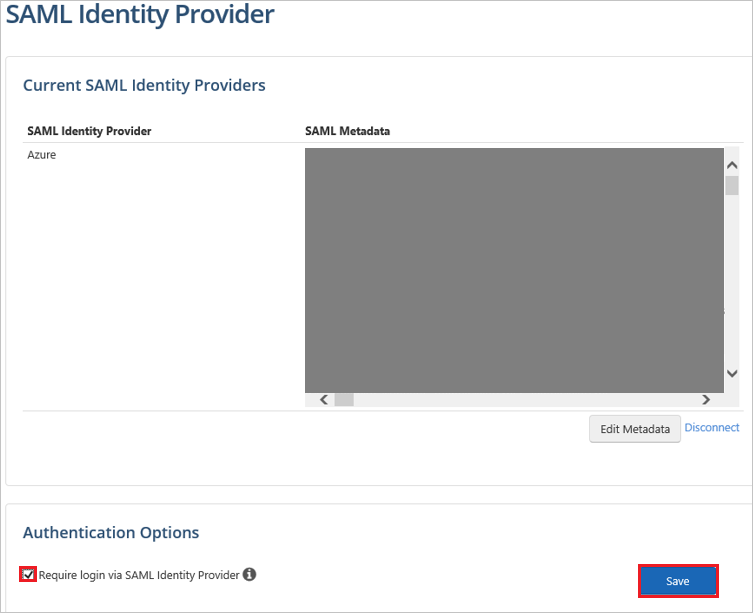 SAML Identity Provider
Current SAML Identity Providers
SAML Identity Provider SAML Metadata
Azure
Edit Metadata Disconnect
Authentication Options
Require login via SAML Identity Provider
Save